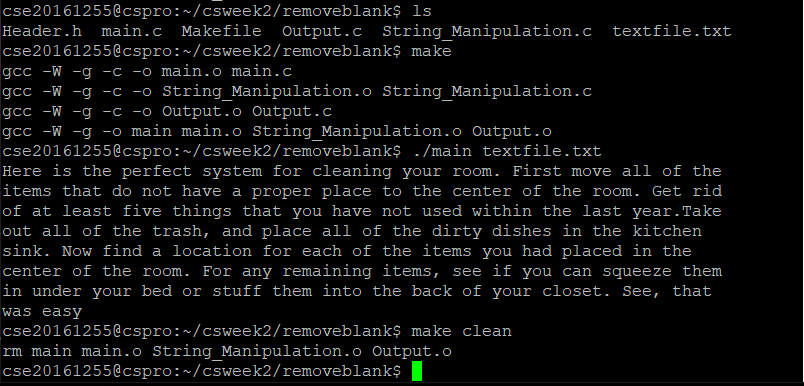 cse20161255@cspro:~/csweek2/removeblank$ ls
Header.h  main.c  Makefile  Output.c  String_Manipulation.c  textfile.txt
cse20161255@cspro:~/csweek2/removeblank$ make
gcc -W -g -c -o main.o main.c
gcc -W -g -c -o String_Manipulation.o String_Manipulation.c
gcc -W -g -c -o Output.o Output.c
gcc -W -g -o main main.o String_Manipulation.o Output.o
cse20161255@cspro:~/csweek2/removeblank$ ./main textfile.txt
Here is the perfect system for cleaning your room. First move all of the
items that do not have a proper place to the center of the room. Get rid
of at least five things that you have not used within the last year.Take
out all of the trash, and place all of the dirty dishes in the kitchen
sink. Now find a location for each of the items you had placed in the
center of the room. For any remaining items, see if you can squeeze them
in under your bed or stuff them into the back of your closet. See, that
was easy
cse20161255@cspro:~/csweek2/removeblank$ make clean
rm main main.o String_Manipulation.o Output.o
cse20161255@cspro:~/csweek2/removeblank$